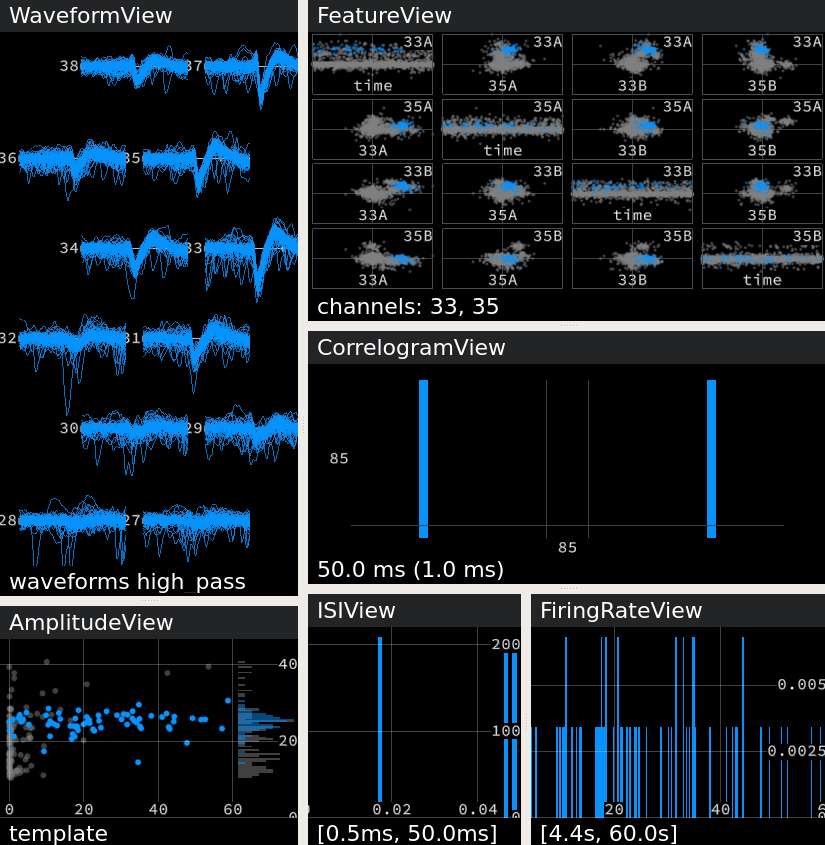 WaveformView
38
37
36
35
34
33
32
31
30
29
28
27
waveforms high_pass
FeatureView
33A 33A 33A 33A
time 35A 33B 35B
35A 35A 35A 35A
33A time 33B 35B
33B 33B 33B 33B
33A 35A time 35B
35B 35B 35B 35B
33A 35A 33B time
channels: 33, 35
CorrelogramView
85
85
50.0 ms (1.0 ms)
AmplitudeView
40
20
0
0 20 40 60
template
ISIView
200
100
0
0 0.02 0.04
[0.5ms, 50.0ms]
FiringRateView
0.005
0.0025
20 40
[4.4s, 60.0s]